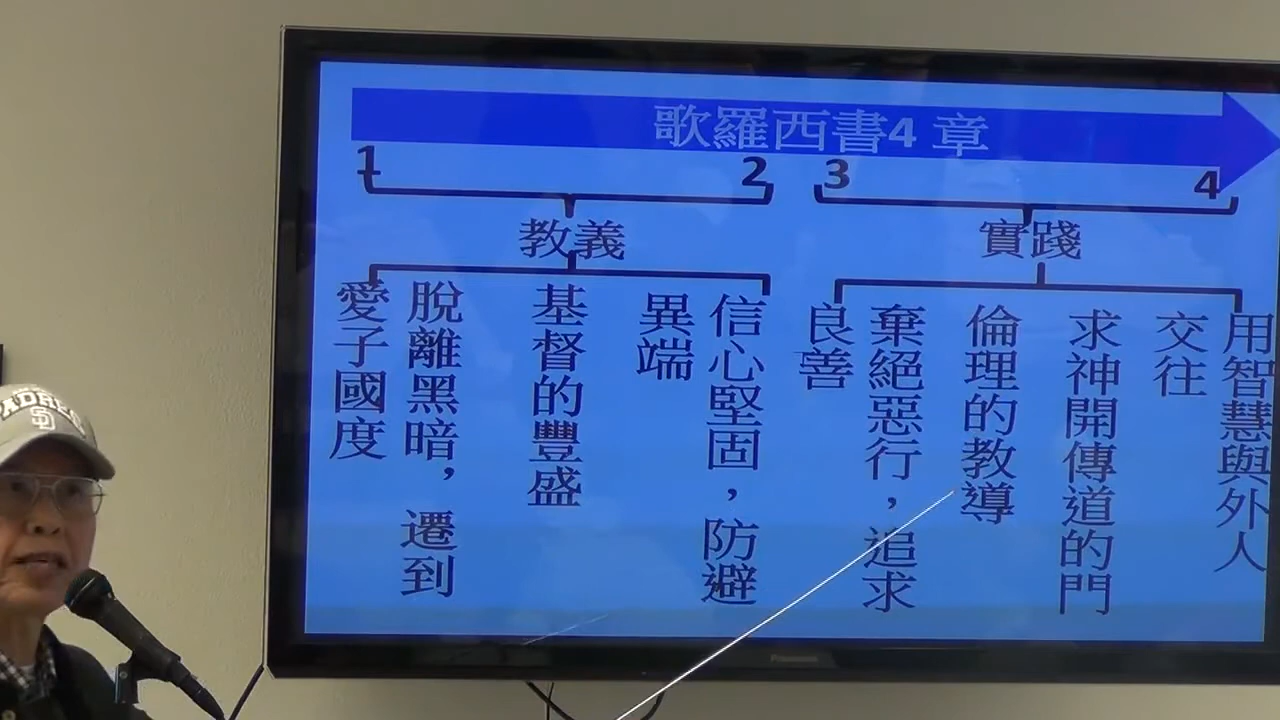 歌羅西書4 章
1
2
3
4
教義
實踐
脫離黑暗，遷到
愛子國度
基督的豐盛
信心堅固，防避
異端
棄絕惡行，追求
良善
倫理的教導
求神開傳道的門
用智慧與外人
交往
PADRES
SD
Panasonic